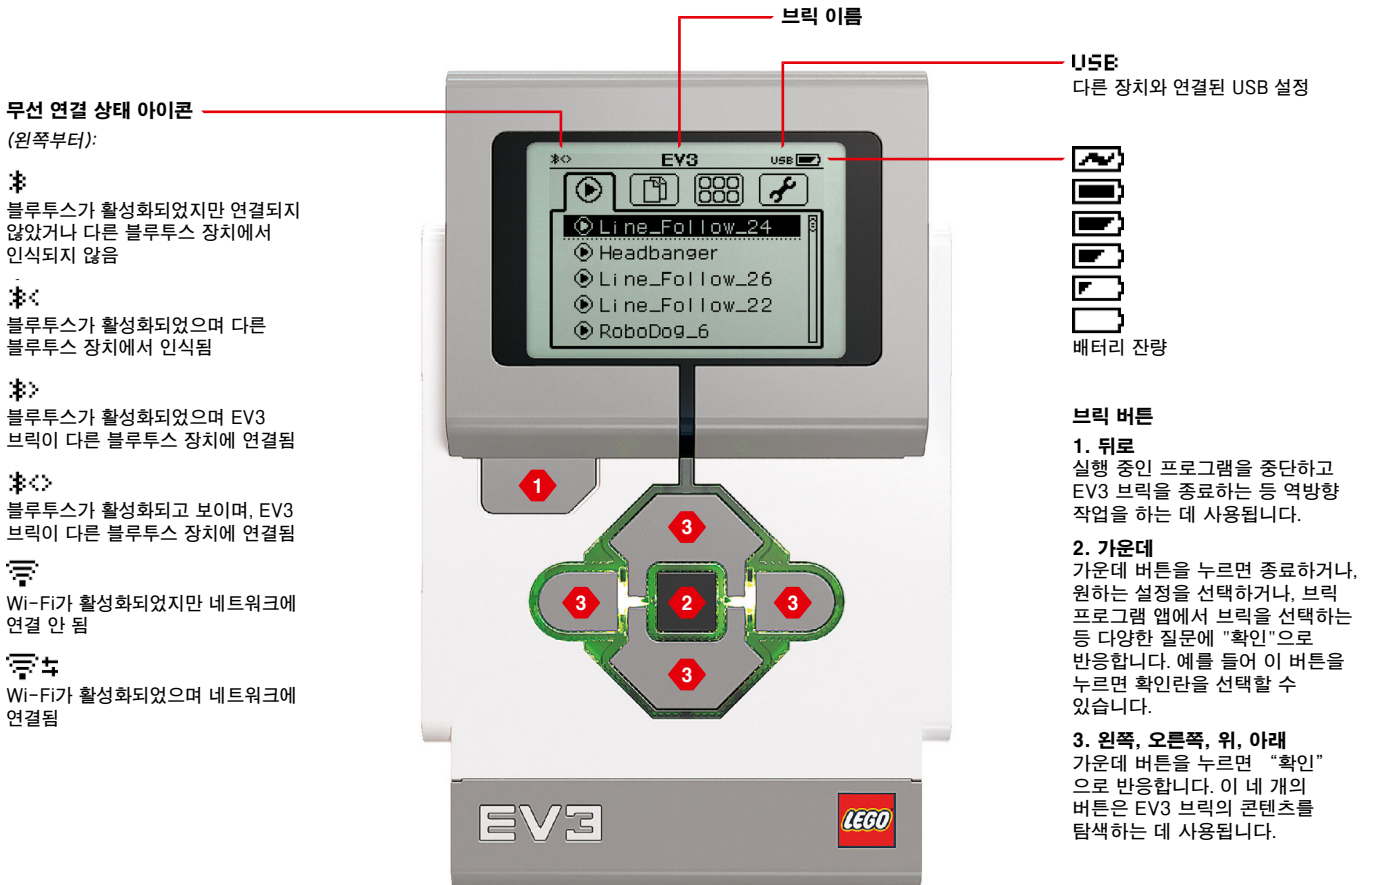 브릭 이름
무선 연결 상태 아이콘
(왼쪽부터):
블루투스가 활성화되었지만 연결되지
않았거나 다른 블루투스 장치에서
인식되지 않음
블루투스가 활성화되었으며 다른
블루투스 장치에서 인식됨
블루투스가 활성화되었으며 EV3
브릭이 다른 블루투스 장치에 연결됨
블루투스가 활성화되고 보이며, EV3
브릭이 다른 블루투스 장치에 연결됨
Wi-Fi가 활성화되었지만 네트워크에
연결 안 됨
Wi-Fi가 활성화되었으며 네트워크에
연결됨
EV3 USB
Line_Follow_24
Headbanger
Line_Follow_26
Line_Follow_22
RoboDog_6
1
3
3 2 3
3
EV3
LEGO
USB
다른 장치와 연결된 USB 설정
배터리 잔량
브릭 버튼
1. 뒤로
실행 중인 프로그램을 중단하고
EV3 브릭을 종료하는 등 역방향
작업을 하는 데 사용됩니다.
2. 가운데
가운데 버튼을 누르면 종료하거나,
원하는 설정을 선택하거나, 브릭
프로그램 앱에서 브릭을 선택하는
등 다양한 질문에 "확인"으로
반응합니다. 예를 들어 이 버튼을
누르면 확인란을 선택할 수
있습니다.
3. 왼쪽, 오른쪽, 위, 아래
가운데 버튼을 누르면 “확인”
으로 반응합니다. 이 네 개의
버튼은 EV3 브릭의 콘텐츠를
탐색하는 데 사용됩니다.